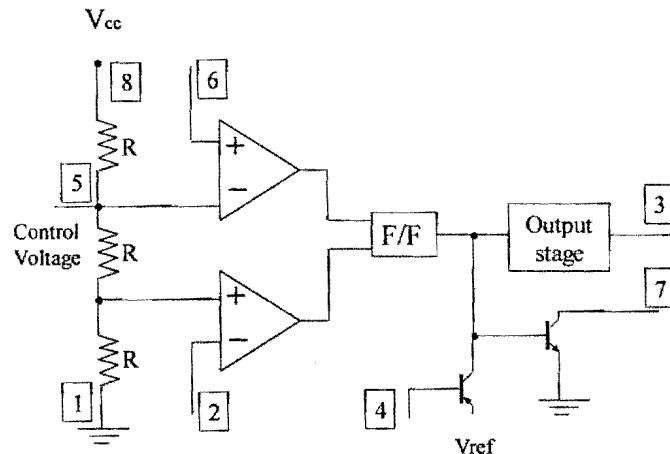 Vcc
8
6
R
+
5
−
3
Control
Voltage
R
F/F
Output
stage
7
+
−
R
1
2
4
Vref